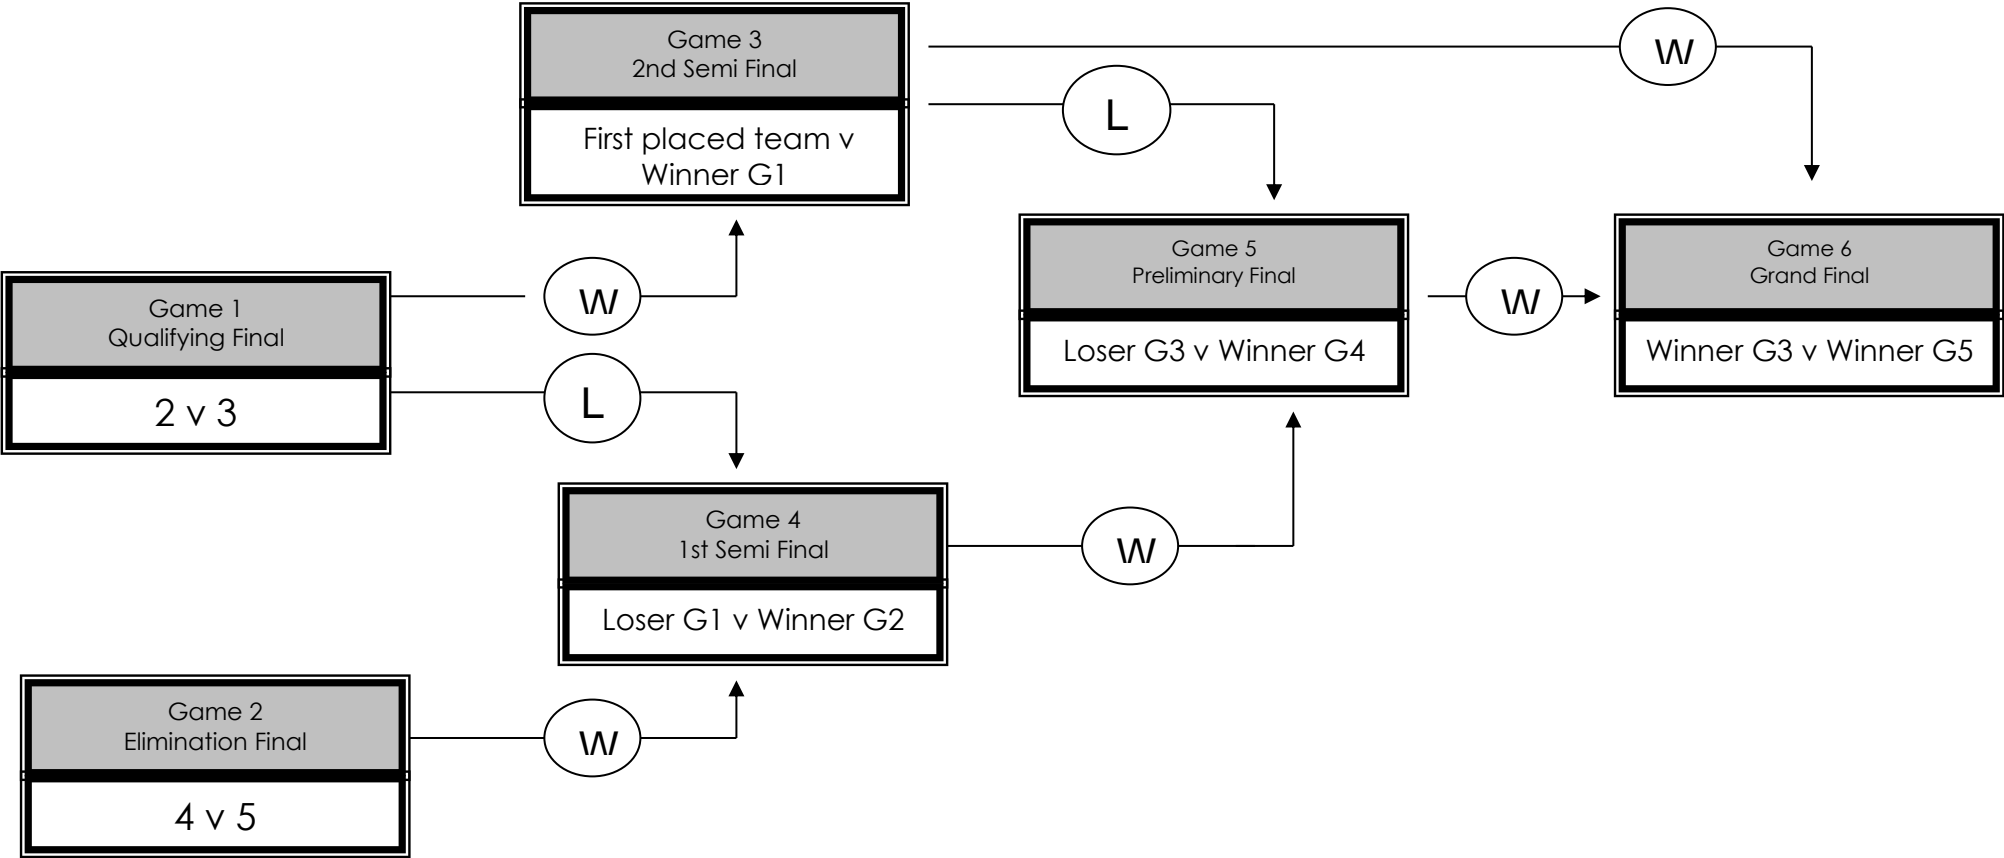 Game 3
2nd Semi Final
First placed team v
Winner G1
W
L
Game 1
Qualifying Final
2 v 3
W
L
Game 5
Preliminary Final
Loser G3 v Winner G4
W
Game 6
Grand Final
Winner G3 v Winner G5
Game 4
1st Semi Final
Loser G1 v Winner G2
W
Game 2
Elimination Final
4 v 5
W